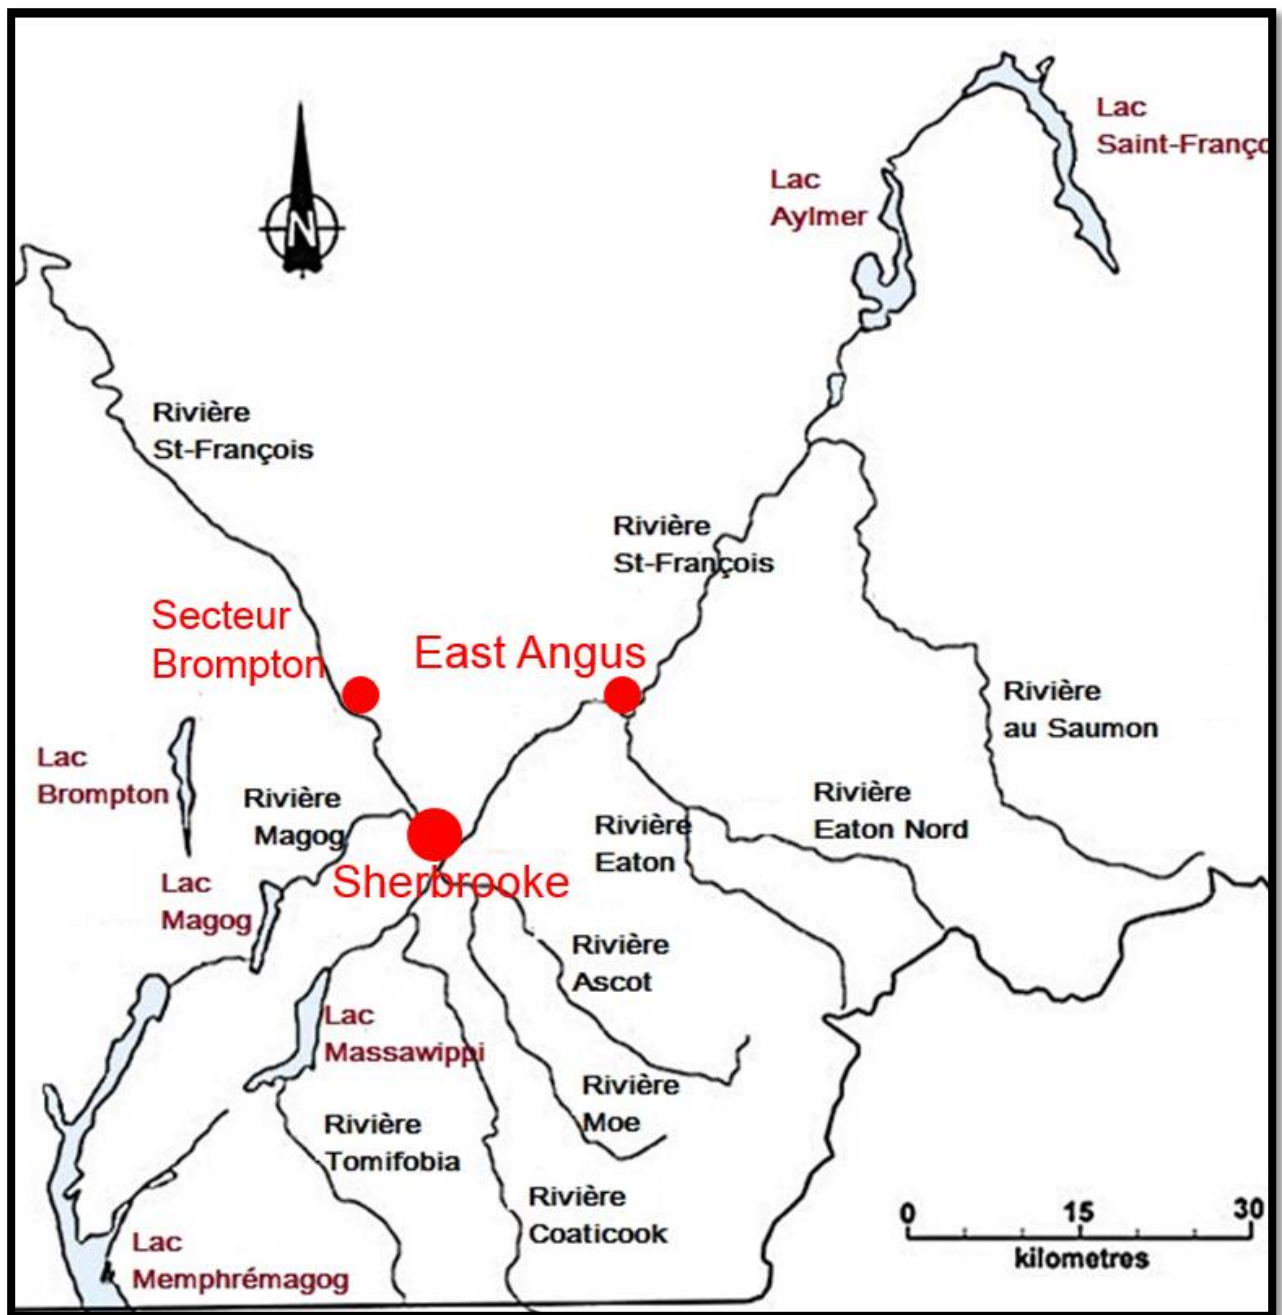 Lac
Saint-Franço
Lac
Aylmer
N
Rivière
St-François
Rivière
St-François
Secteur
Brompton
East Angus
Rivière
au Saumon
Lac
Brompton
Rivière
Magog
Rivière
Eaton
Rivière
Eaton Nord
Sherbrooke
Lac
Magog
Rivière
Ascot
Lac
Massawippi
Rivière
Moe
Rivière
Tomifobia
Rivière
Coaticook
Lac
Memphrémagog
0 15 30
kilometres